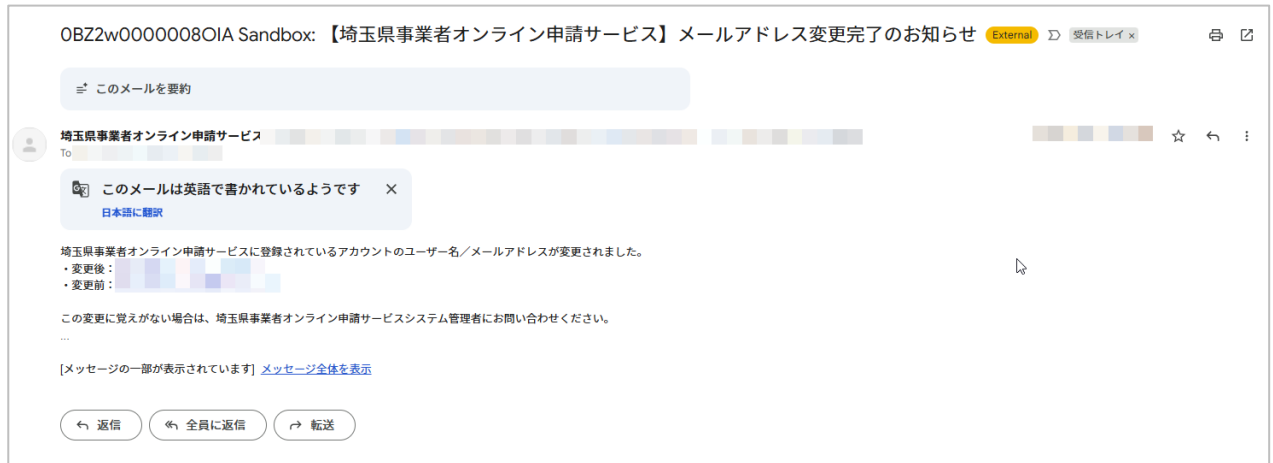 0BZ2w0000008OIA Sandbox: 【埼玉県事業者オンライン申請サービス】メールアドレス変更完了のお知らせ External 受信トレイ ×
このメールを要約
埼玉県事業者オンライン申請サービス
To
このメールは英語で書かれているようです ×
日本語に翻訳
埼玉県事業者オンライン申請サービスに登録されているアカウントのユーザー名／メールアドレスが変更されました。
・変更後：
・変更前：
この変更に覚えがない場合は、埼玉県事業者オンライン申請サービスシステム管理者にお問い合わせください。
...
[メッセージの一部が表示されています] メッセージ全体を表示
返信 全員に返信 転送